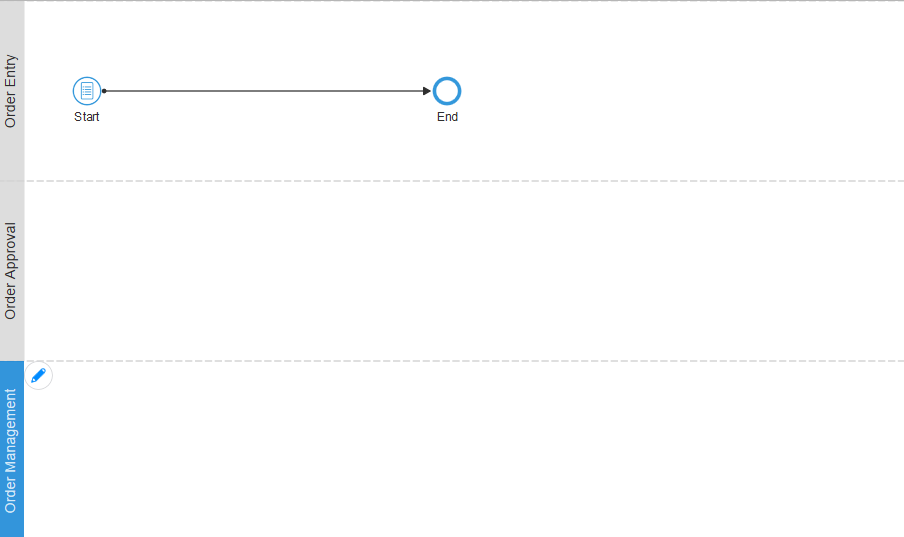 Order Entry
Start
End
Order Approval
Order Management